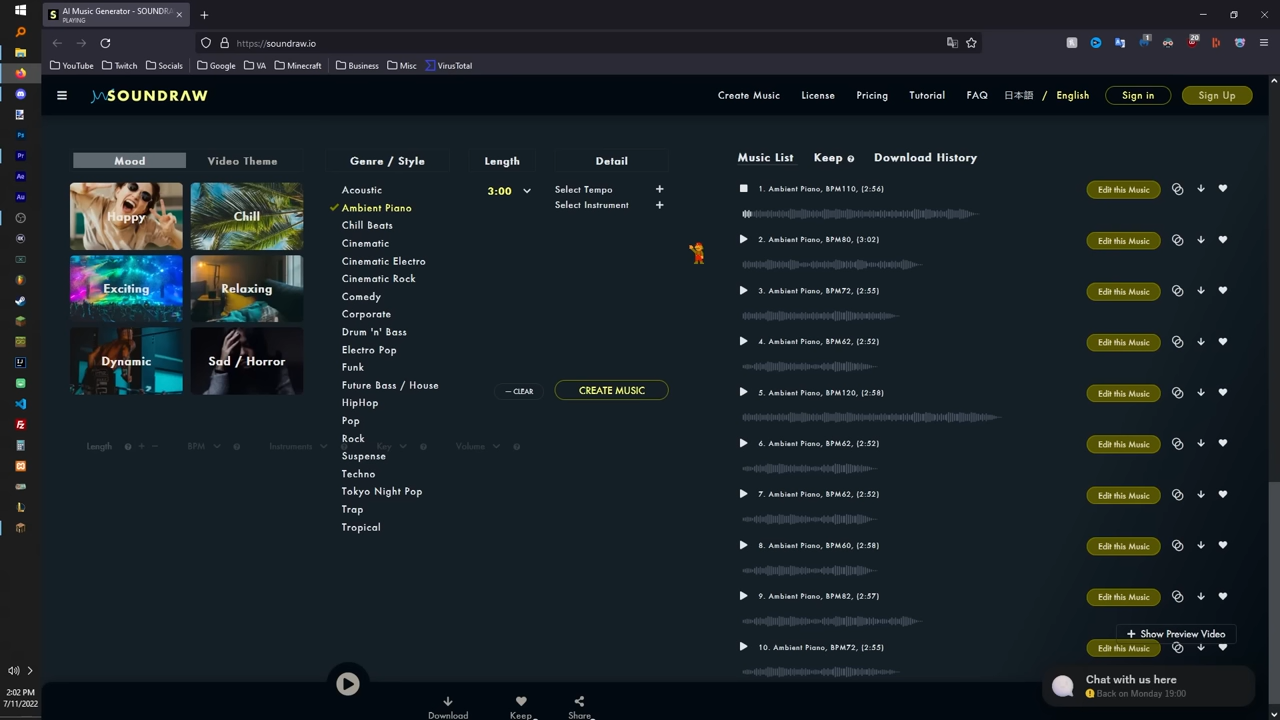 AI Music Generator - SOUNDRA
PLAYING
https://soundraw.io
1
20
YouTube
Twitch
Socials
Google
VA
Minecraft
Business
Misc
VirusTotal
SOUNDRAW
Create Music
License
Pricing
Tutorial
FAQ
日本語 / English
Sign in
Sign Up
Mood
Video Theme
Happy
Chill
Exciting
Relaxing
Dynamic
Sad / Horror
Genre / Style
Acoustic
Ambient Piano
Chill Beats
Cinematic
Cinematic Electro
Cinematic Rock
Comedy
Corporate
Drum 'n' Bass
Electro Pop
Funk
Future Bass / House
HipHop
Pop
Rock
Suspense
Techno
Tokyo Night Pop
Trap
Tropical
Length
3:00
Detail
Select Tempo +
Select Instrument +
— CLEAR
CREATE MUSIC
Length ? + − BPM ? Instruments ? Key ? Volume ?
Music List
Keep ?
Download History
1. Ambient Piano, BPM110, (2:56)
Edit this Music
2. Ambient Piano, BPM80, (3:02)
Edit this Music
3. Ambient Piano, BPM72, (2:55)
Edit this Music
4. Ambient Piano, BPM62, (2:52)
Edit this Music
5. Ambient Piano, BPM120, (2:58)
Edit this Music
6. Ambient Piano, BPM62, (2:52)
Edit this Music
7. Ambient Piano, BPM62, (2:52)
Edit this Music
8. Ambient Piano, BPM60, (2:58)
Edit this Music
9. Ambient Piano, BPM82, (2:57)
Edit this Music
+ Show Preview Video
10. Ambient Piano, BPM72, (2:55)
Edit this Music
Chat with us here
Back on Monday 19:00
Download
Keep
Share
2:02 PM
7/11/2022